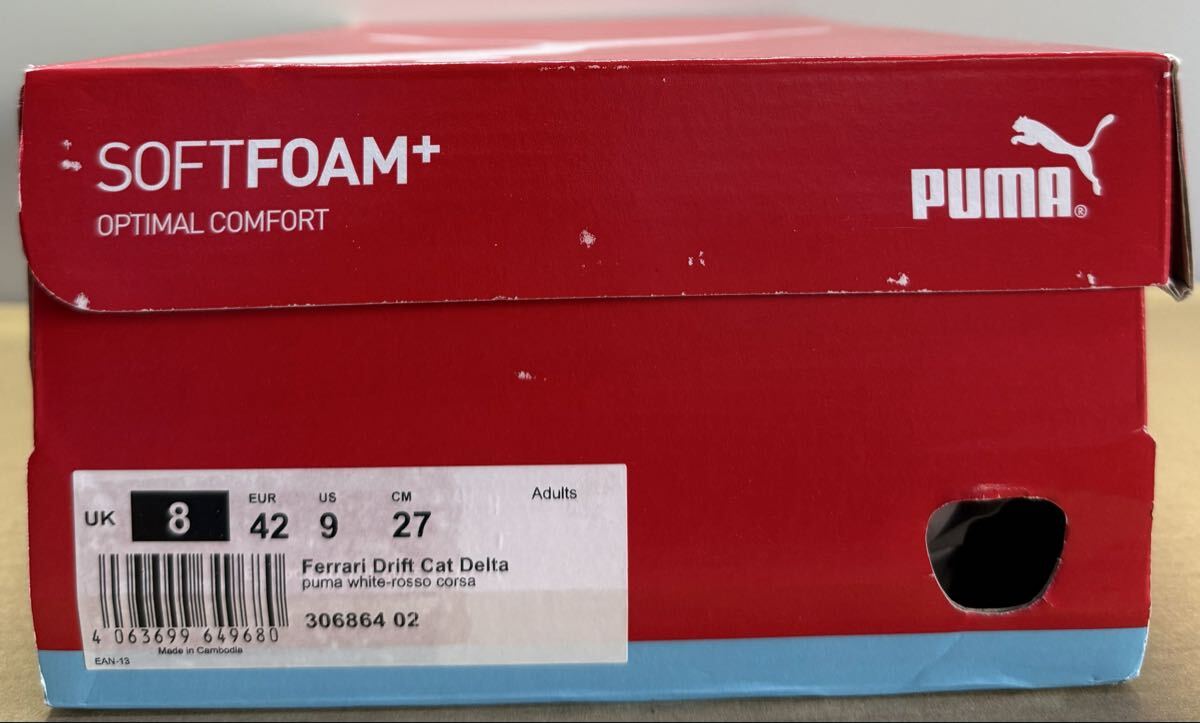 SOFTFOAM+
OPTIMAL COMFORT
PUMA®
EUR US CM Adults
UK 8 42 9 27
Ferrari Drift Cat Delta
puma white-rosso corsa
306864 02
4 063699 649680
Made in Cambodia
EAN-13